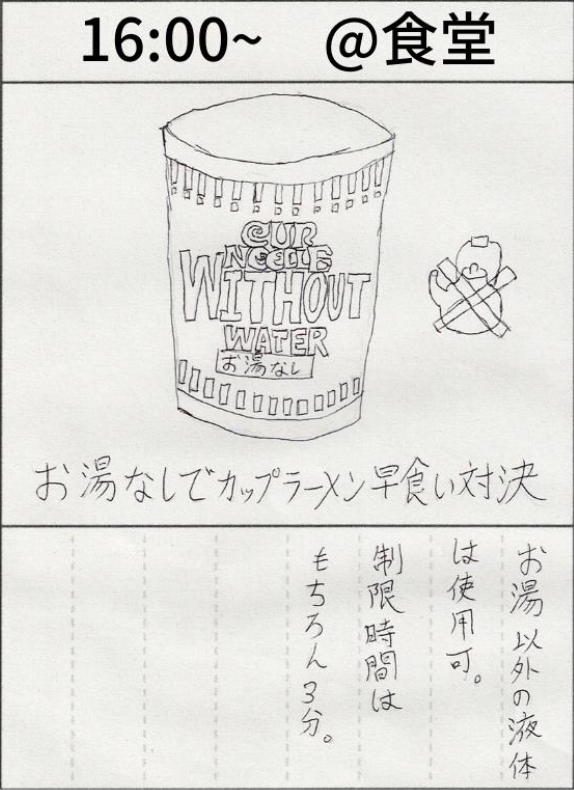 16:00~ @食堂
CUP
NOODLE
WITHOUT
WATER
お湯なし
お湯なしでカップラーメン早食い対決
お湯以外の液体
は使用可。
制限時間は
もちろん3分。